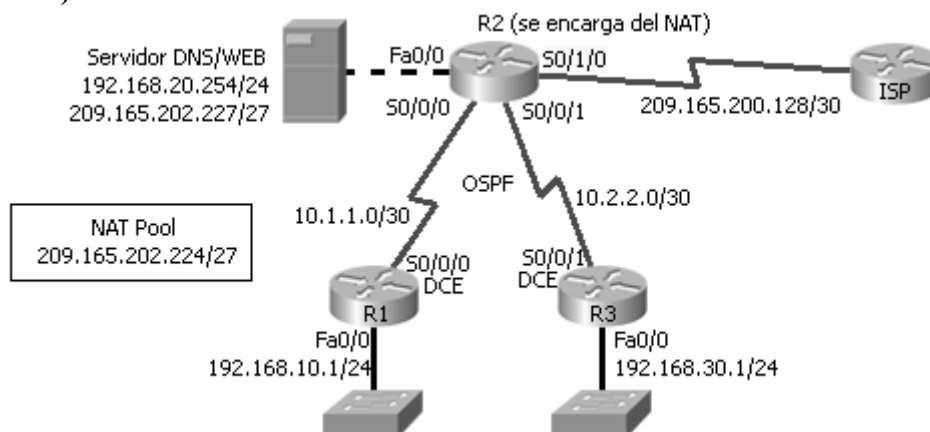 R2 (se encarga del NAT)
Servidor DNS/WEB
192.168.20.254/24
209.165.202.227/27
Fa0/0
S0/1/0
S0/0/0
S0/0/1
209.165.200.128/30
ISP
OSPF
10.1.1.0/30
10.2.2.0/30
NAT Pool
209.165.202.224/27
S0/0/0
DCE
S0/0/1
DCE
R1
R3
Fa0/0
192.168.10.1/24
Fa0/0
192.168.30.1/24